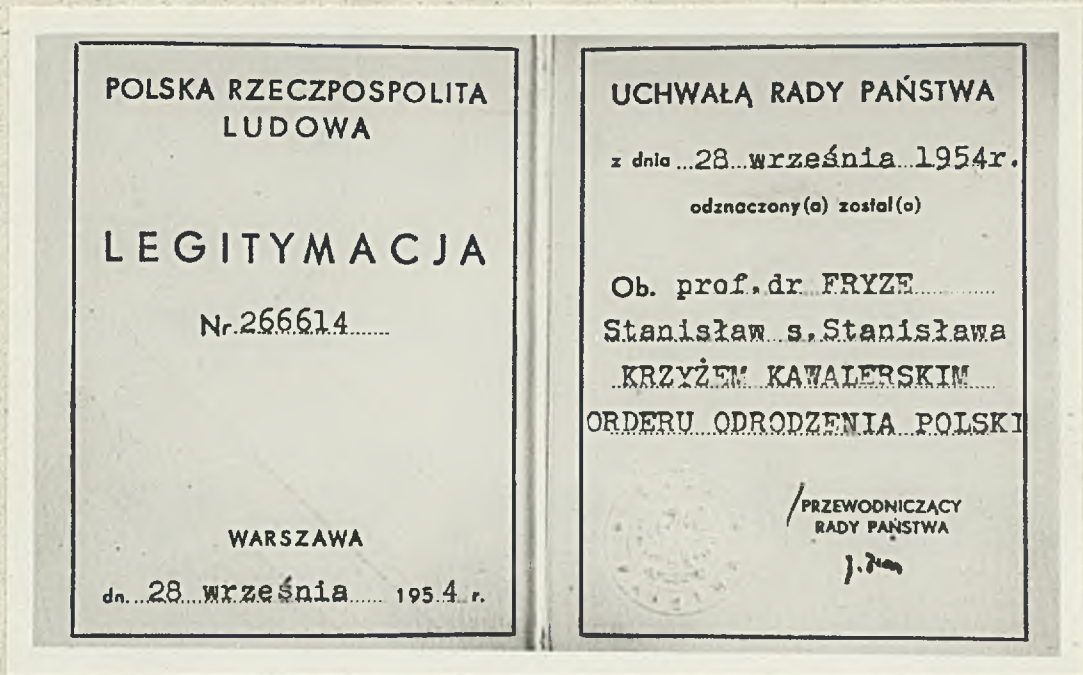 POLSKA RZECZPOSPOLITA
LUDOWA
LEGITYMACJA
Nr. 266614
WARSZAWA
dn. 28 września 1954 r.
UCHWAŁĄ RADY PAŃSTWA
z dnia 28 września 1954r.
odznaczony(a) został(o)
Ob. prof.dr FRYZE
Stanisław s.Stanisława
KRZYŻEM KAWALERSKIM
ORDERU ODRODZENIA POLSKI
/PRZEWODNICZĄCY
RADY PAŃSTWA